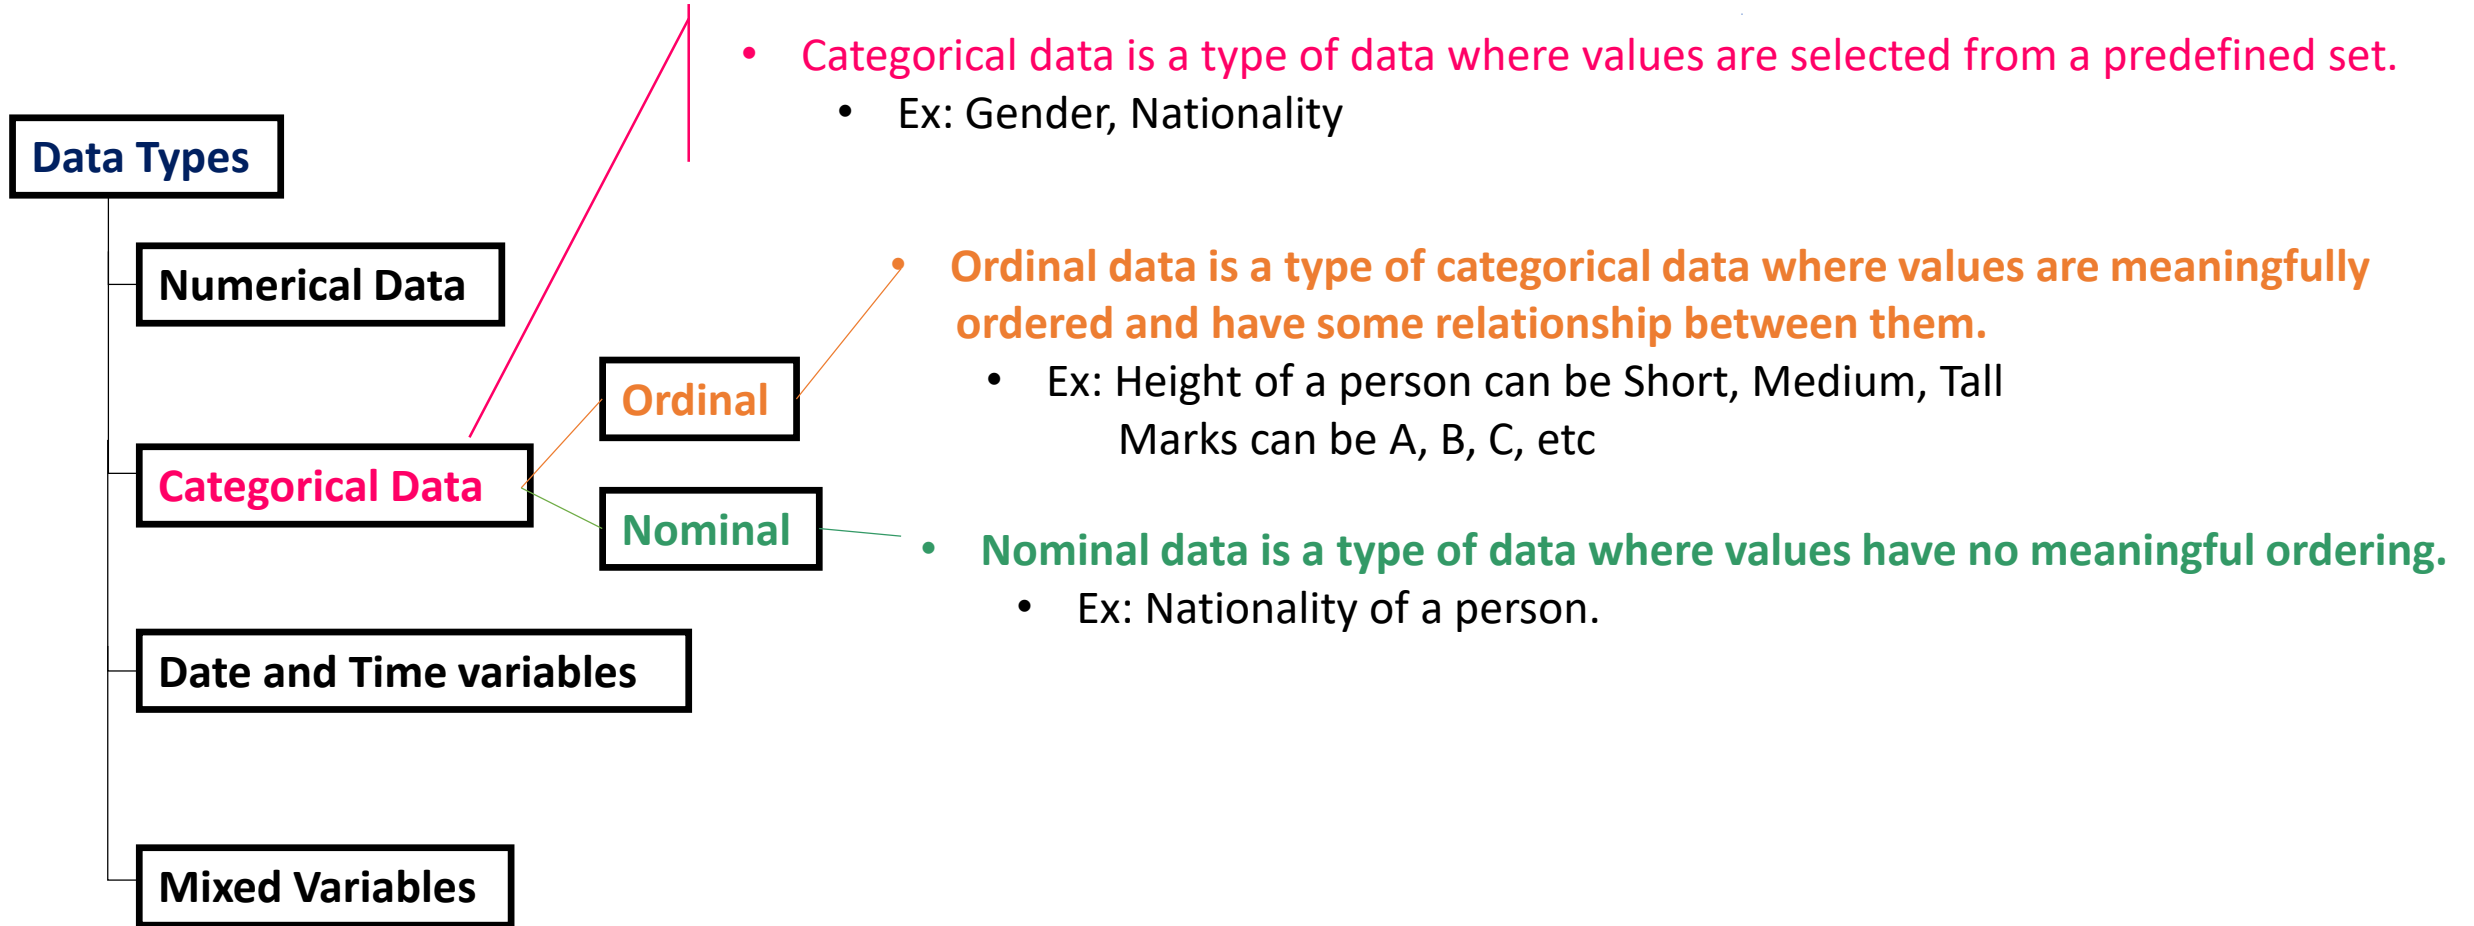 • Categorical data is a type of data where values are selected from a predefined set.
• Ex: Gender, Nationality
Data Types
Numerical Data
Categorical Data
Ordinal
Nominal
Date and Time variables
Mixed Variables
• Ordinal data is a type of categorical data where values are meaningfully
ordered and have some relationship between them.
• Ex: Height of a person can be Short, Medium, Tall
Marks can be A, B, C, etc
• Nominal data is a type of data where values have no meaningful ordering.
• Ex: Nationality of a person.